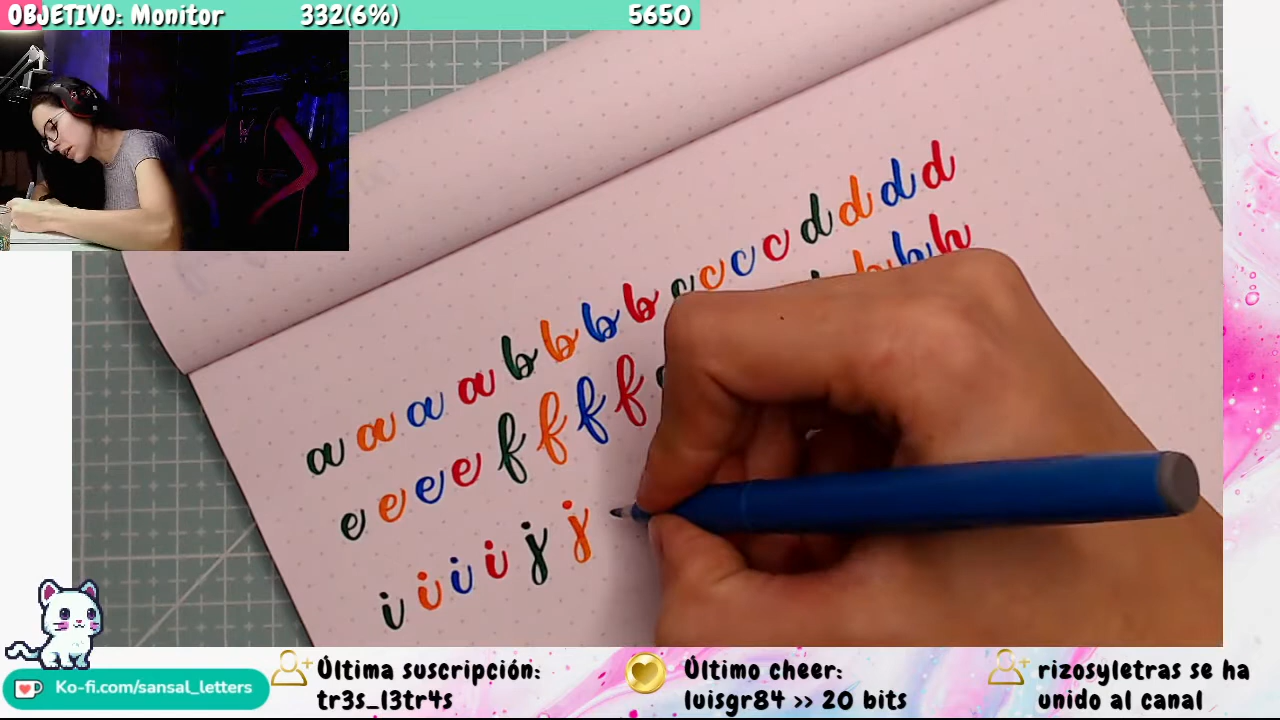 OBJETIVO: Monitor 332(6%) 5650
a a a a b b b b c c c c d d d d
e e e e f f f f h h h
i i i i j j
Ko-fi.com/sansal_letters
Última suscripción:
tr3s_l3tr4s
Último cheer:
luisgr84 >> 20 bits
rizosyletras se ha
unido al canal